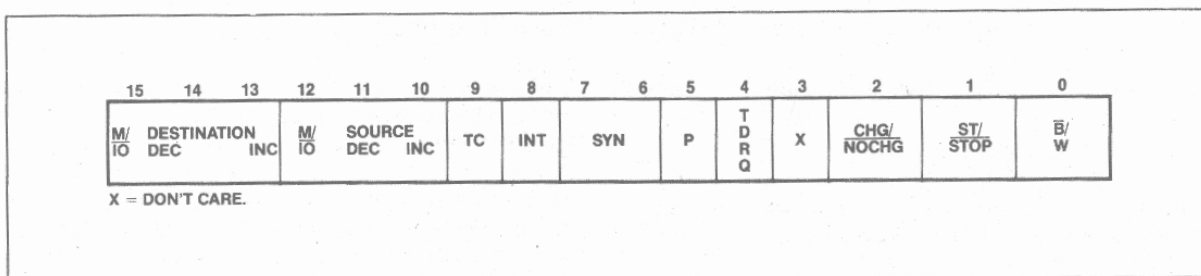 15 14 13 12 11 10 9 8 7 6 5 4 3 2 1 0
M/IO DESTINATION DEC INC
M/IO SOURCE DEC INC
TC
INT
SYN
P
TDRQ
X
CHG/NOCHG
ST/STOP
B/W
X = DON'T CARE.